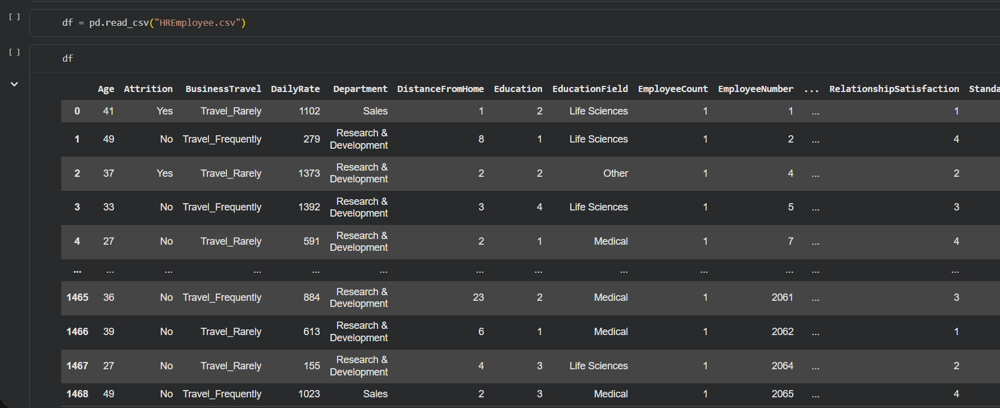 [ ]
df = pd.read_csv("HREmployee.csv")
[ ]
df
Age Attrition BusinessTravel DailyRate Department DistanceFromHome Education EducationField EmployeeCount EmployeeNumber ... RelationshipSatisfaction Standa
0 41 Yes Travel_Rarely 1102 Sales 1 2 Life Sciences 1 1 ... 1
1 49 No Travel_Frequently 279 Research & Development 8 1 Life Sciences 1 2 ... 4
2 37 Yes Travel_Rarely 1373 Research & Development 2 2 Other 1 4 ... 2
3 33 No Travel_Frequently 1392 Research & Development 3 4 Life Sciences 1 5 ... 3
4 27 No Travel_Rarely 591 Research & Development 2 1 Medical 1 7 ... 4
... ... ... ... ... ... ... ... ... ... ... ... ...
1465 36 No Travel_Frequently 884 Research & Development 23 2 Medical 1 2061 ... 3
1466 39 No Travel_Rarely 613 Research & Development 6 1 Medical 1 2062 ... 1
1467 27 No Travel_Rarely 155 Research & Development 4 3 Life Sciences 1 2064 ... 2
1468 49 No Travel_Frequently 1023 Sales 2 3 Medical 1 2065 ... 4